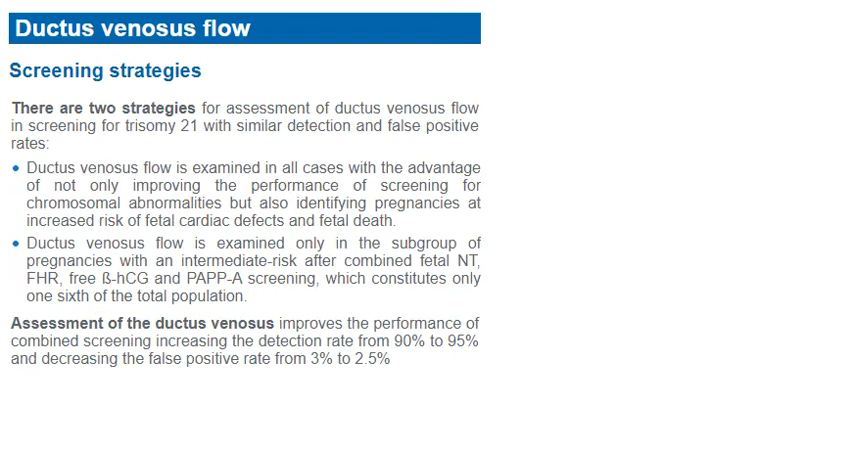 Ductus venosus flow
Screening strategies
There are two strategies for assessment of ductus venosus flow
in screening for trisomy 21 with similar detection and false positive
rates:
• Ductus venosus flow is examined in all cases with the advantage
of not only improving the performance of screening for
chromosomal abnormalities but also identifying pregnancies at
increased risk of fetal cardiac defects and fetal death.
• Ductus venosus flow is examined only in the subgroup of
pregnancies with an intermediate-risk after combined fetal NT,
FHR, free ß-hCG and PAPP-A screening, which constitutes only
one sixth of the total population.
Assessment of the ductus venosus improves the performance of
combined screening increasing the detection rate from 90% to 95%
and decreasing the false positive rate from 3% to 2.5%